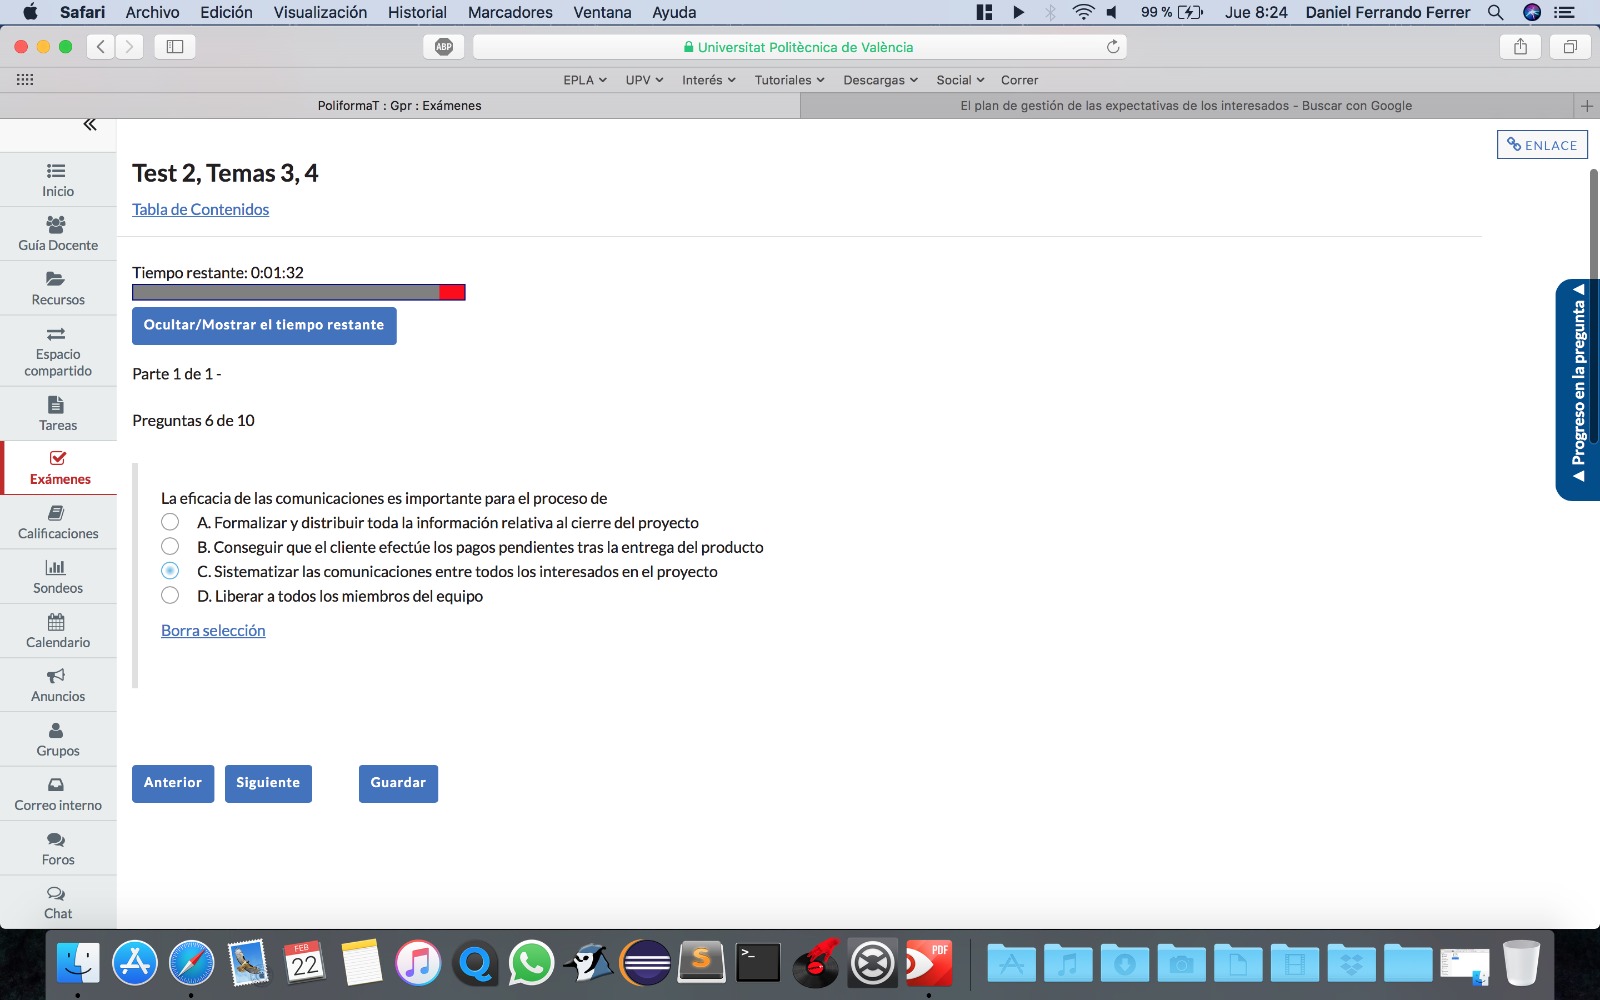 Safari Archivo Edición Visualización Historial Marcadores Ventana Ayuda 99 % Jue 8:24 Daniel Ferrando Ferrer
ABP Universitat Politècnica de València
EPLA UPV Interés Tutoriales Descargas Social Correr
PoliformaT : Gpr : Exámenes El plan de gestión de las expectativas de los interesados - Buscar con Google
ENLACE
Inicio
Guía Docente
Recursos
Espacio
compartido
Tareas
Exámenes
Calificaciones
Sondeos
Calendario
Anuncios
Grupos
Correo interno
Foros
Chat
Test 2, Temas 3, 4
Tabla de Contenidos
Tiempo restante: 0:01:32
Ocultar/Mostrar el tiempo restante
Parte 1 de 1 -
Preguntas 6 de 10
La eficacia de las comunicaciones es importante para el proceso de
A. Formalizar y distribuir toda la información relativa al cierre del proyecto
B. Conseguir que el cliente efectúe los pagos pendientes tras la entrega del producto
C. Sistematizar las comunicaciones entre todos los interesados en el proyecto
D. Liberar a todos los miembros del equipo
Borra selección
Anterior Siguiente Guardar
Progreso en la pregunta
FEB
22
S
>_
PDF